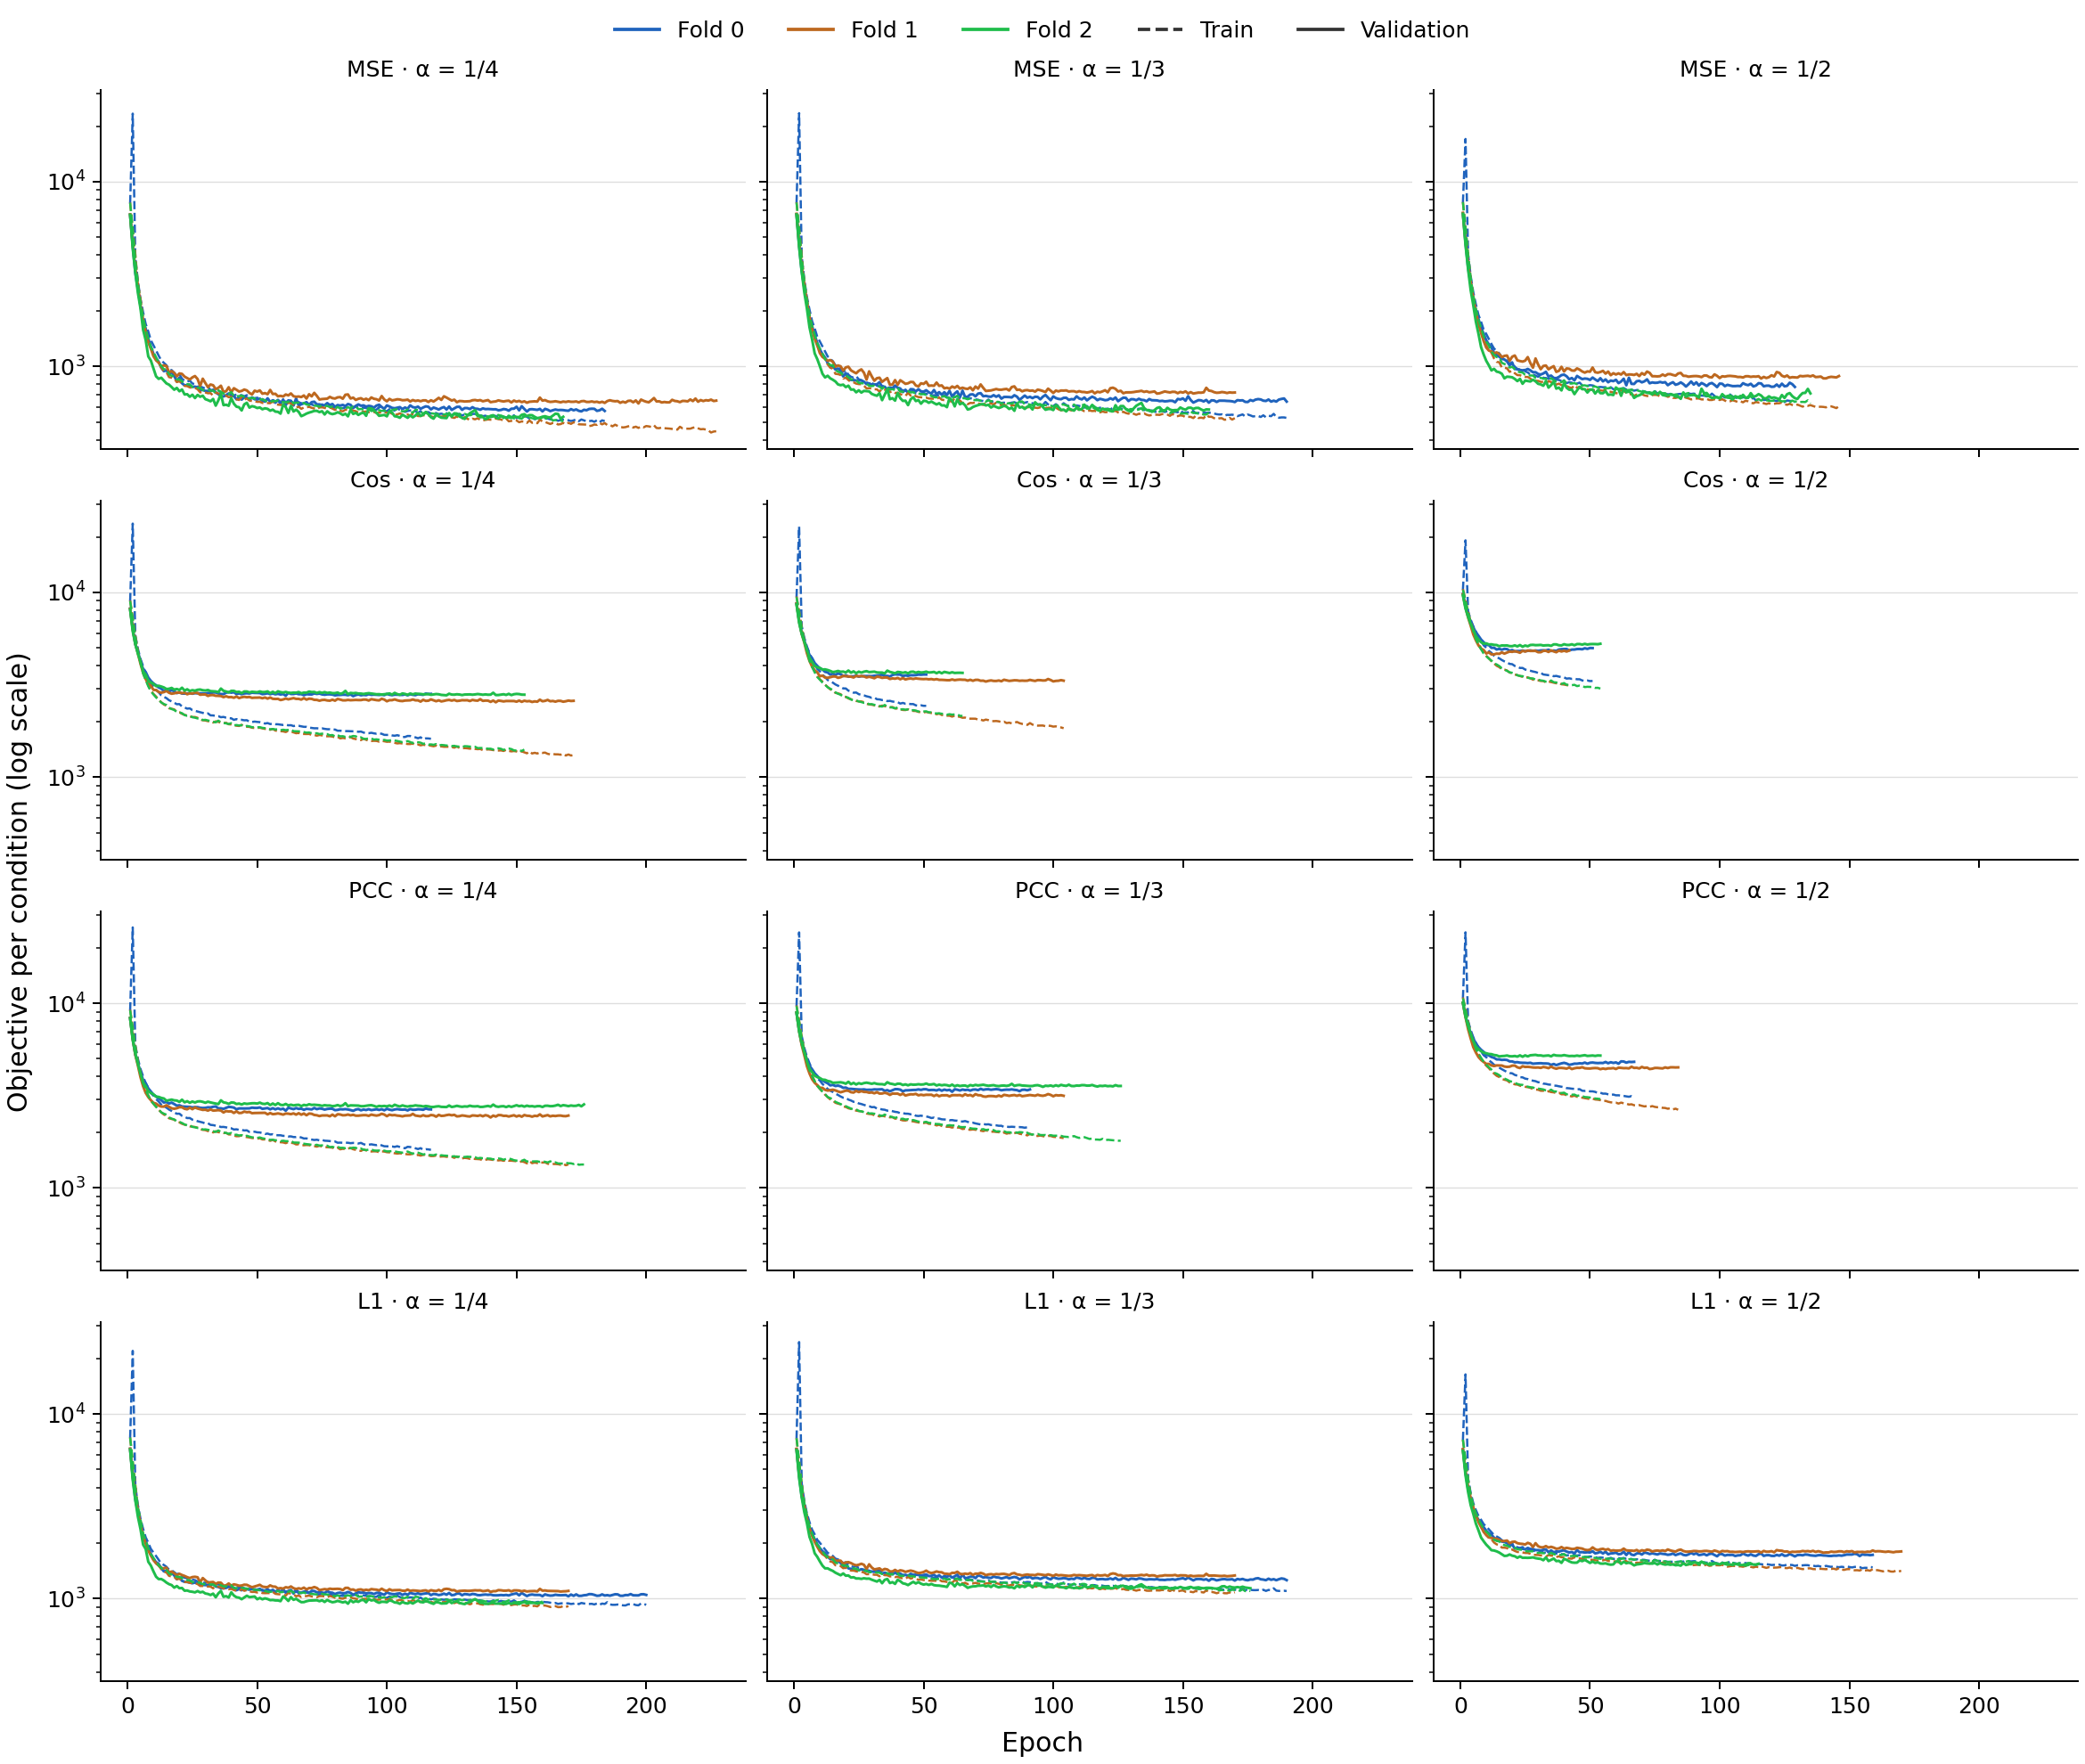 Fold 0 Fold 1 Fold 2 Train Validation
MSE · α = 1/4 MSE · α = 1/3 MSE · α = 1/2
10⁴
10³
Cos · α = 1/4 Cos · α = 1/3 Cos · α = 1/2
10⁴
10³
PCC · α = 1/4 PCC · α = 1/3 PCC · α = 1/2
10⁴
10³
L1 · α = 1/4 L1 · α = 1/3 L1 · α = 1/2
10⁴
10³
0 50 100 150 200 0 50 100 150 200 0 50 100 150 200
Objective per condition (log scale)
Epoch